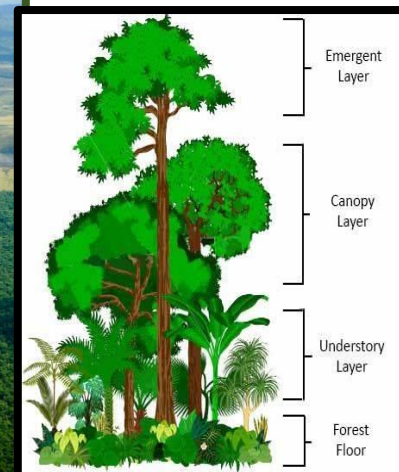 Emergent
Layer
Canopy
Layer
Understory
Layer
Forest
Floor